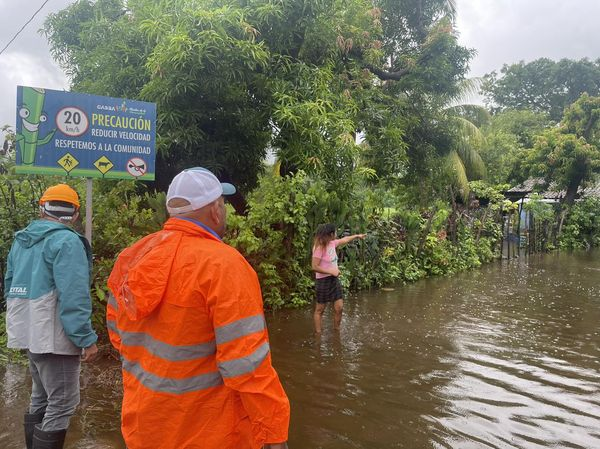 20
km/h
PRECAUCIÓN
REDUCIR VELOCIDAD
RESPETEMOS A LA COMUNIDAD